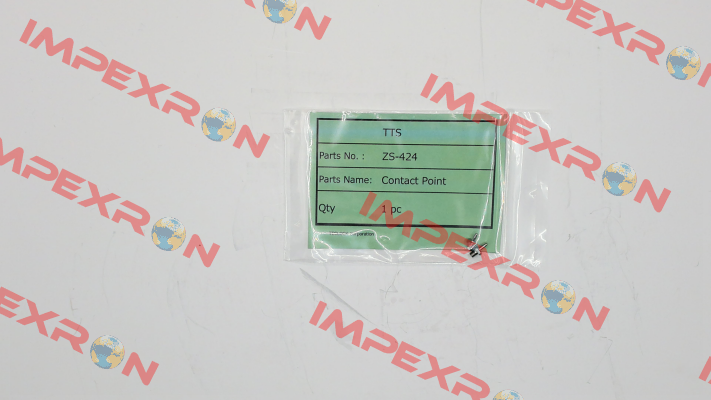 IMPEXRON
IMPEXRON
IMPEXRON
IMPEXRON
TTS
Parts No. : ZS-424
Parts Name: Contact Point
IMPEXRON
Qty 1 pc
IMPEXRON
IMPEXRON